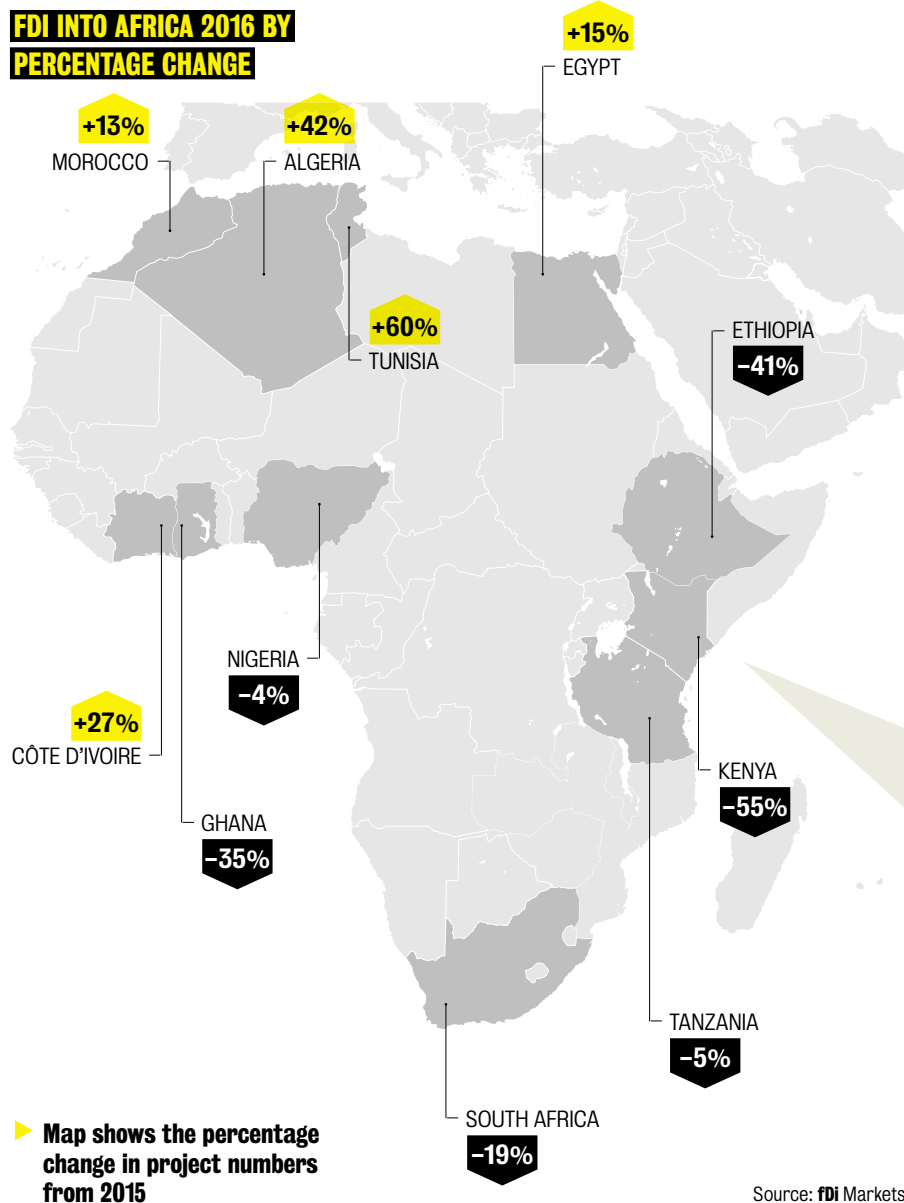 FDI INTO AFRICA 2016 BY
PERCENTAGE CHANGE
+15%
EGYPT
+13%
MOROCCO
+42%
ALGERIA
+60%
TUNISIA
ETHIOPIA
−41%
NIGERIA
−4%
+27%
CÔTE D’IVOIRE
GHANA
−35%
KENYA
−55%
TANZANIA
−5%
SOUTH AFRICA
−19%
Map shows the percentage
change in project numbers
from 2015
Source: fDi Markets